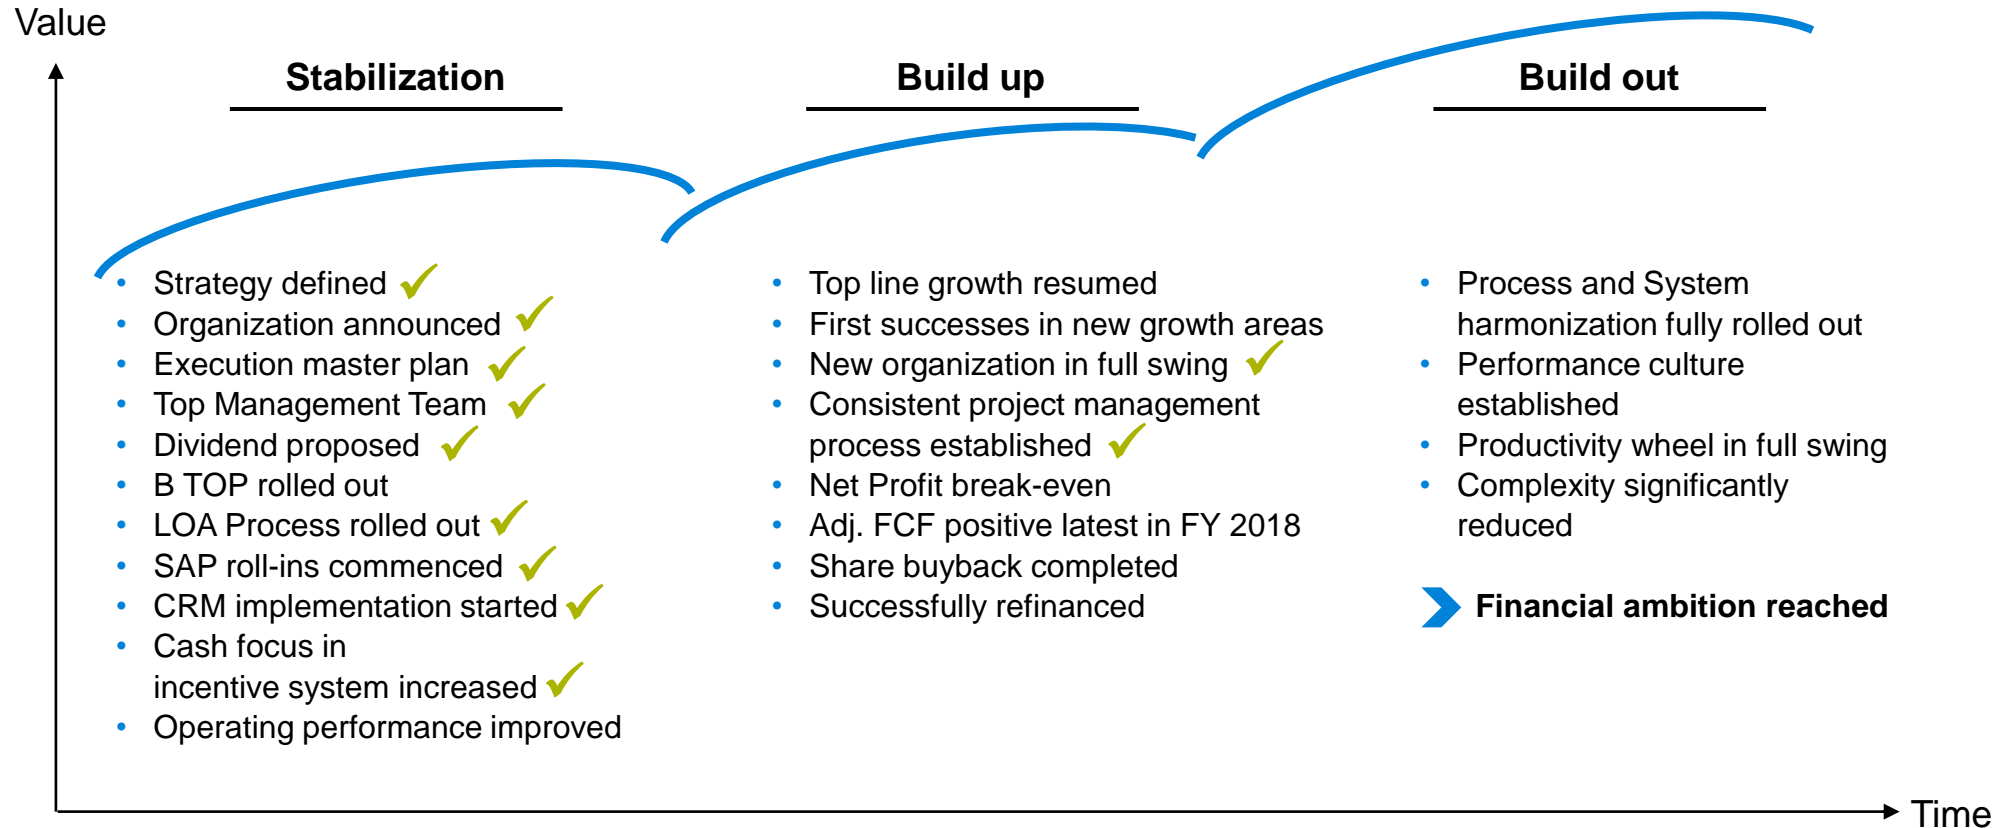 Value
Stabilization
Strategy defined
Organization announced
Execution master plan
Top Management Team
Dividend proposed
B TOP rolled out
LOA Process rolled out
SAP roll-ins commenced
CRM implementation started
Cash focus in
incentive system increased
Operating performance improved
Build up
Top line growth resumed
First successes in new growth areas
New organization in full swing
Consistent project management
process established
Net Profit break-even
Adj. FCF positive latest in FY 2018
Share buyback completed
Successfully refinanced
Build out
Process and System
harmonization fully rolled out
Performance culture
established
Productivity wheel in full swing
Complexity significantly
reduced
Financial ambition reached
Time